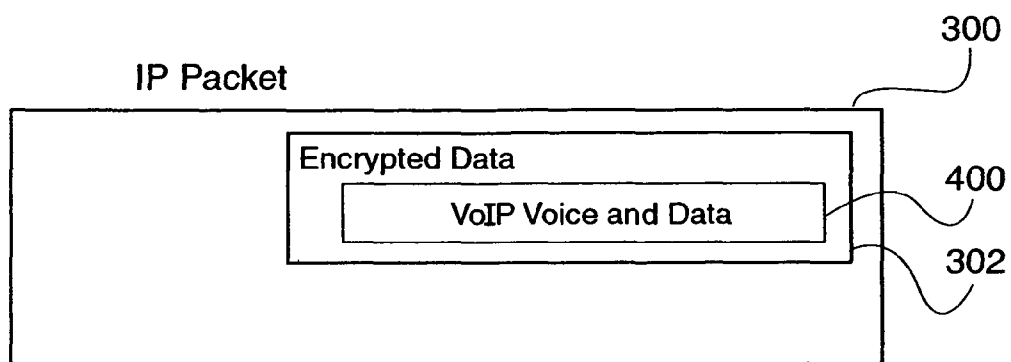 300
IP Packet
Encrypted Data
400
VoIP Voice and Data
302